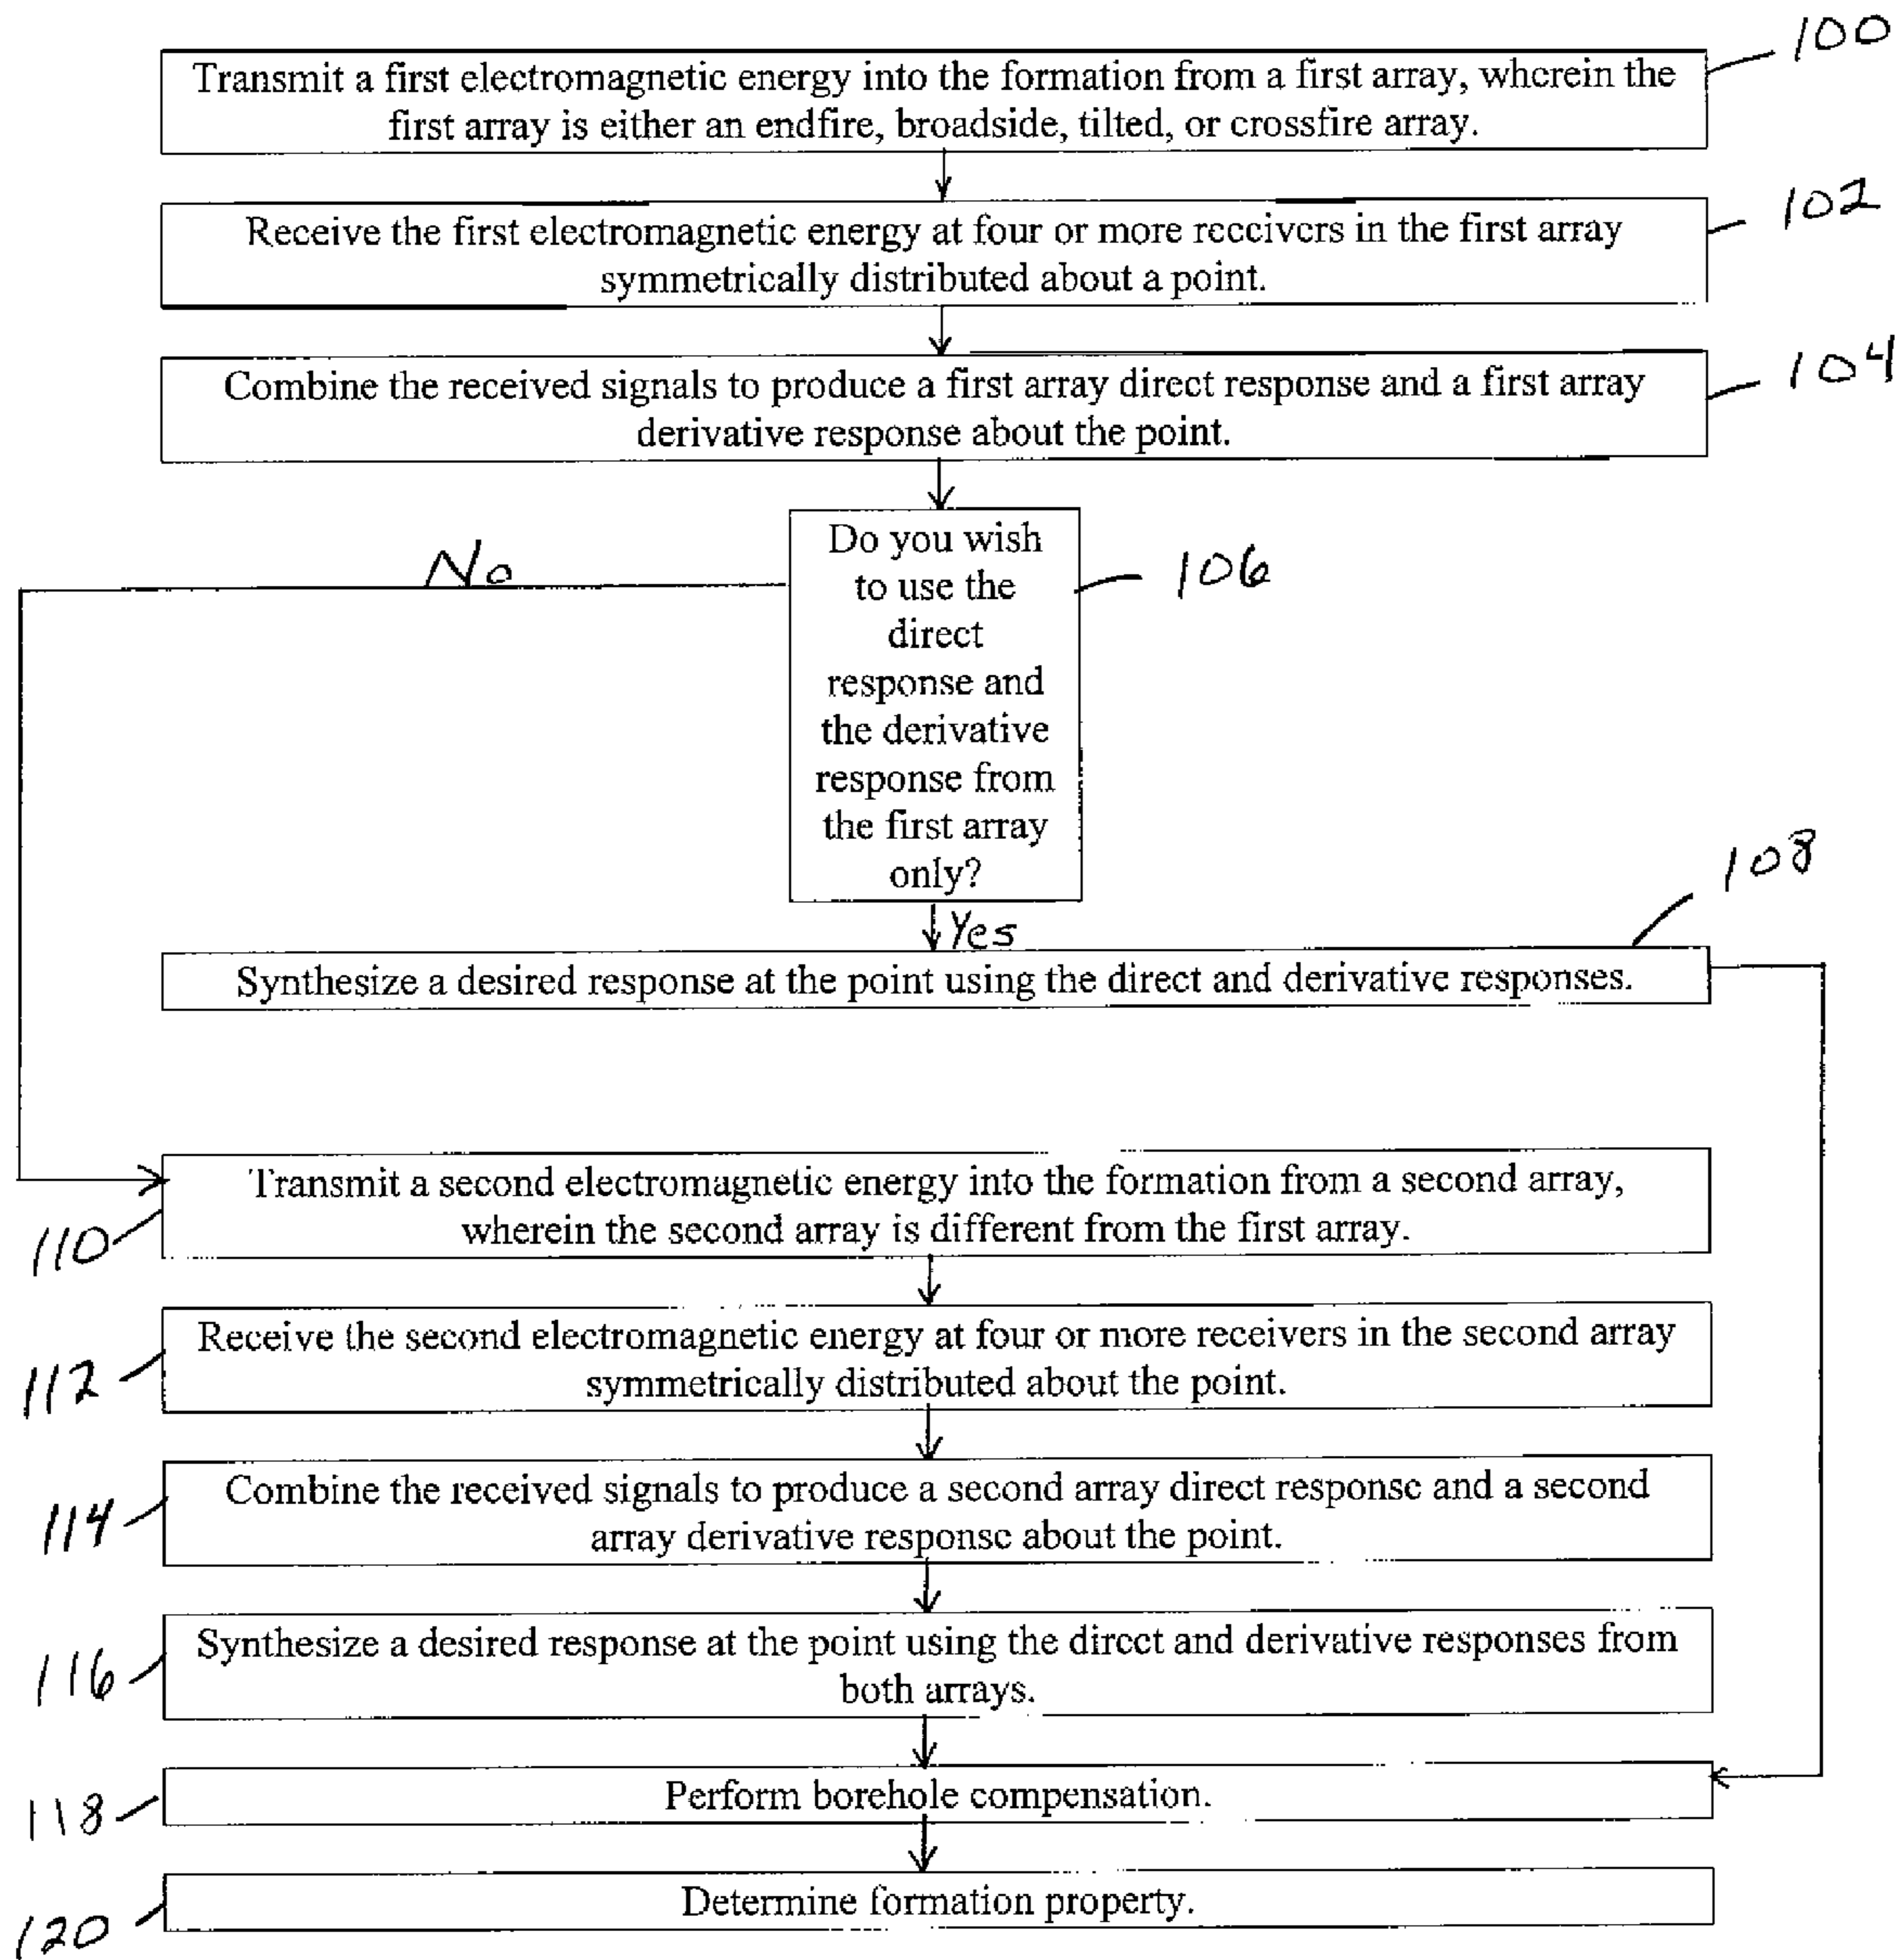 100
Transmit a first electromagnetic energy into the formation from a first array, wherein the
first array is either an endfire, broadside, tilted, or crossfire array.
102
Receive the first electromagnetic energy at four or more receivers in the first array
symmetrically distributed about a point.
104
Combine the received signals to produce a first array direct response and a first array
derivative response about the point.
No
106
Do you wish
to use the
direct
response and
the derivative
response from
the first array
only?
Yes
108
Synthesize a desired response at the point using the direct and derivative responses.
110
Transmit a second electromagnetic energy into the formation from a second array,
wherein the second array is different from the first array.
112
Receive the second electromagnetic energy at four or more receivers in the second array
symmetrically distributed about the point.
114
Combine the received signals to produce a second array direct response and a second
array derivative response about the point.
116
Synthesize a desired response at the point using the direct and derivative responses from
both arrays.
118
Perform borehole compensation.
120
Determine formation property.